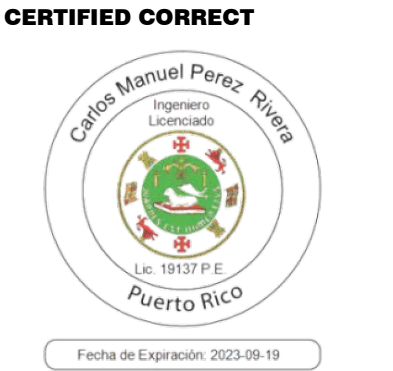 CERTIFIED CORRECT
Carlos Manuel Perez Rivera
Ingeniero
Licenciado
Lic. 19137 P.E.
Puerto Rico
Fecha de Expiración: 2023-09-19